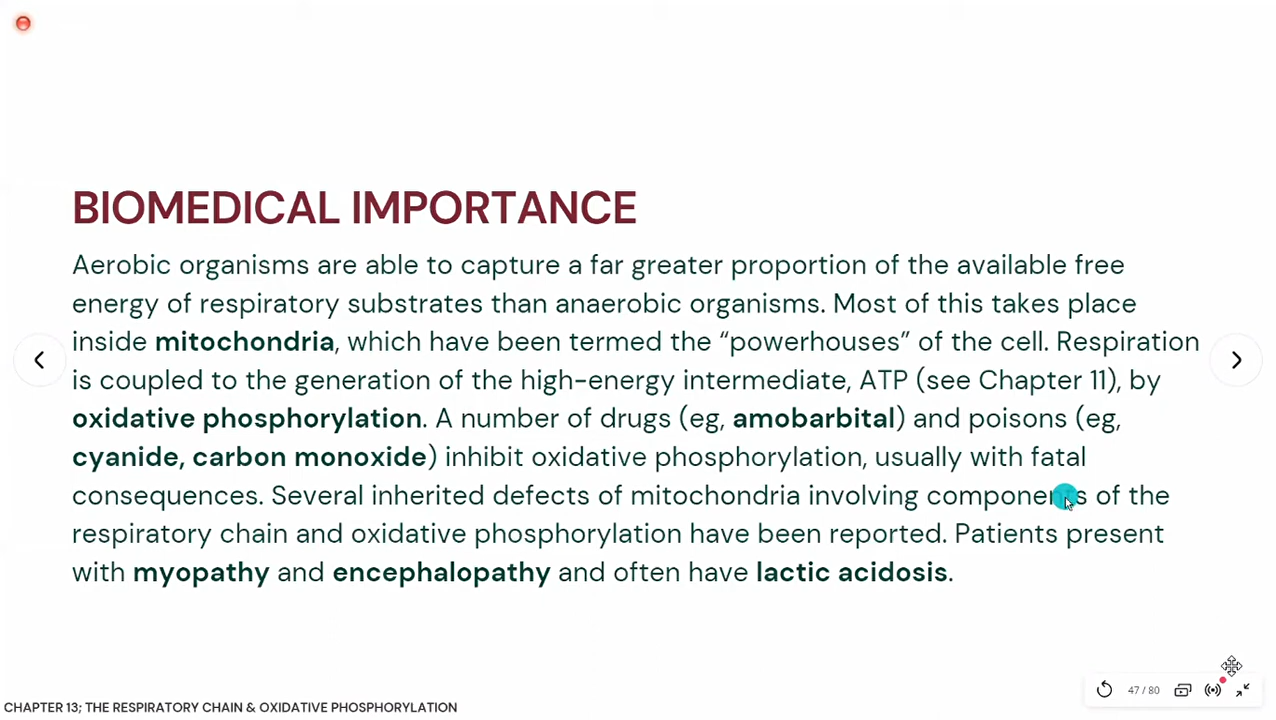 BIOMEDICAL IMPORTANCE
Aerobic organisms are able to capture a far greater proportion of the available free
energy of respiratory substrates than anaerobic organisms. Most of this takes place
inside mitochondria, which have been termed the “powerhouses” of the cell. Respiration
is coupled to the generation of the high-energy intermediate, ATP (see Chapter 11), by
oxidative phosphorylation. A number of drugs (eg, amobarbital) and poisons (eg,
cyanide, carbon monoxide) inhibit oxidative phosphorylation, usually with fatal
consequences. Several inherited defects of mitochondria involving components of the
respiratory chain and oxidative phosphorylation have been reported. Patients present
with myopathy and encephalopathy and often have lactic acidosis.
47 / 80
CHAPTER 13; THE RESPIRATORY CHAIN & OXIDATIVE PHOSPHORYLATION